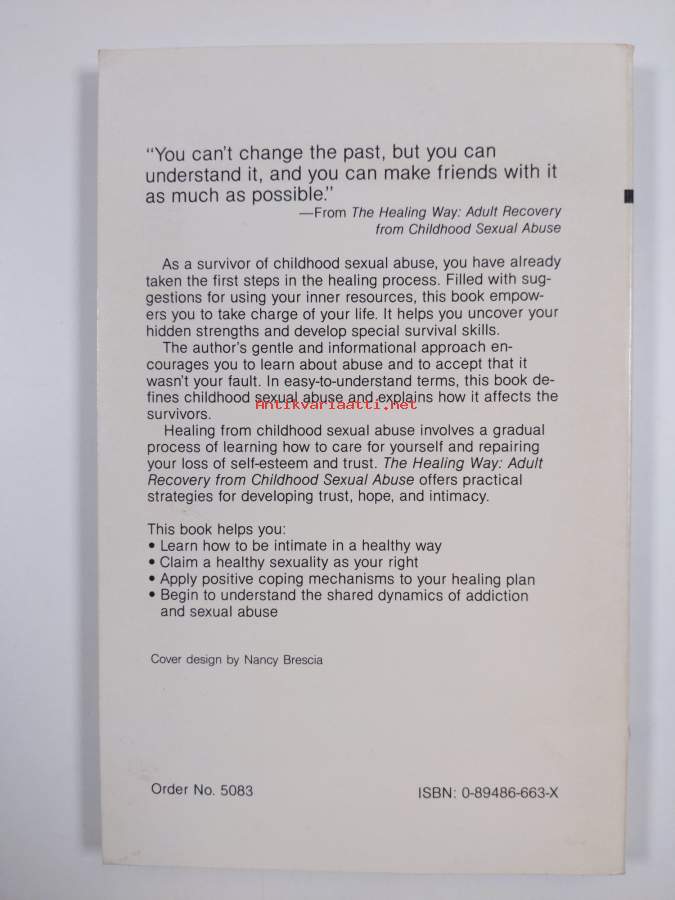 "You can't change the past, but you can
understand it, and you can make friends with it
as much as possible."
—From The Healing Way: Adult Recovery
from Childhood Sexual Abuse
As a survivor of childhood sexual abuse, you have already
taken the first steps in the healing process. Filled with sug-
gestions for using your inner resources, this book empow-
ers you to take charge of your life. It helps you uncover your
hidden strengths and develop special survival skills.
The author's gentle and informational approach en-
courages you to learn about abuse and to accept that it
wasn't your fault. In easy-to-understand terms, this book de-
fines childhood sexual abuse and explains how it affects the
Antikvariaatti.net
survivors.
Healing from childhood sexual abuse involves a gradual
process of learning how to care for yourself and repairing
your loss of self-esteem and trust. The Healing Way: Adult
Recovery from Childhood Sexual Abuse offers practical
strategies for developing trust, hope, and intimacy.
This book helps you:
• Learn how to be intimate in a healthy way
• Claim a healthy sexuality as your right
• Apply positive coping mechanisms to your healing plan
• Begin to understand the shared dynamics of addiction
and sexual abuse
Cover design by Nancy Brescia
Order No. 5083
ISBN: 0-89486-663-X